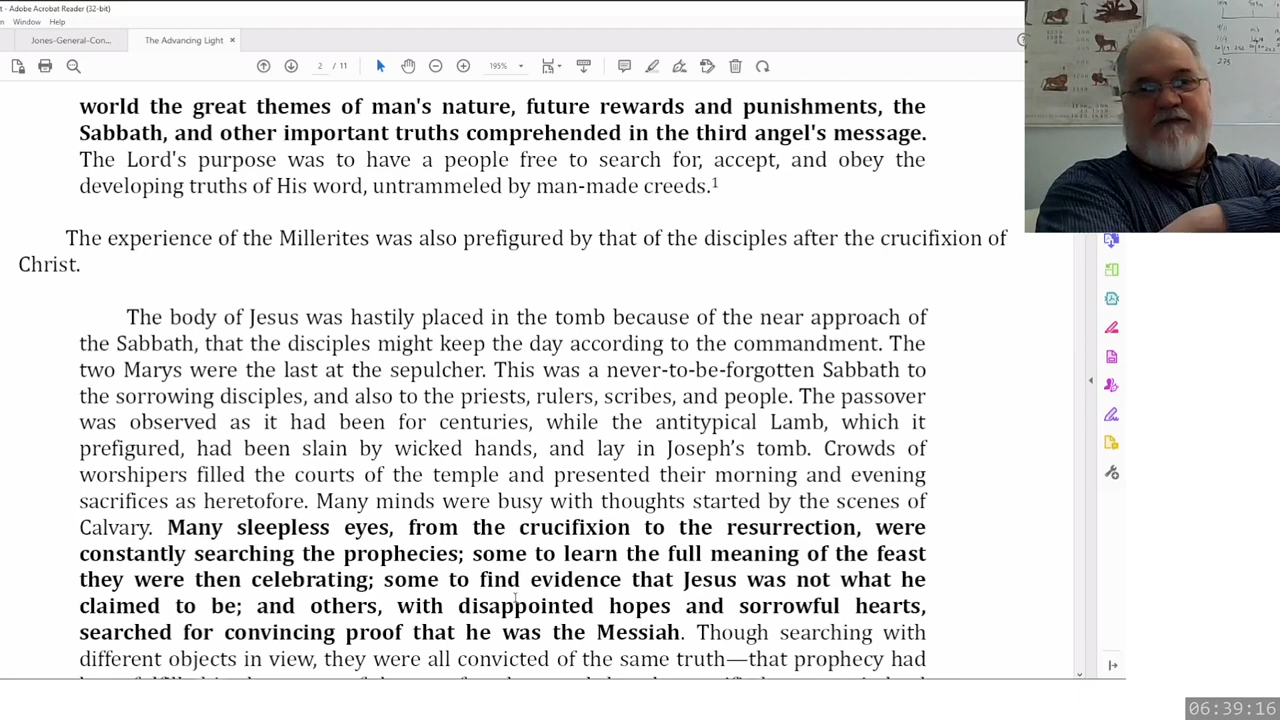 t - Adobe Acrobat Reader (32-bit)
n Window Help
Jones-General-Con...
The Advancing Light ×
2 / 11
195%
world the great themes of man's nature, future rewards and punishments, the
Sabbath, and other important truths comprehended in the third angel's message.
The Lord's purpose was to have a people free to search for, accept, and obey the
developing truths of His word, untrammeled by man-made creeds.¹
The experience of the Millerites was also prefigured by that of the disciples after the crucifixion of
Christ.
The body of Jesus was hastily placed in the tomb because of the near approach of
the Sabbath, that the disciples might keep the day according to the commandment. The
two Marys were the last at the sepulcher. This was a never-to-be-forgotten Sabbath to
the sorrowing disciples, and also to the priests, rulers, scribes, and people. The passover
was observed as it had been for centuries, while the antitypical Lamb, which it
prefigured, had been slain by wicked hands, and lay in Joseph’s tomb. Crowds of
worshipers filled the courts of the temple and presented their morning and evening
sacrifices as heretofore. Many minds were busy with thoughts started by the scenes of
Calvary. Many sleepless eyes, from the crucifixion to the resurrection, were
constantly searching the prophecies; some to learn the full meaning of the feast
they were then celebrating; some to find evidence that Jesus was not what he
claimed to be; and others, with disappointed hopes and sorrowful hearts,
searched for convincing proof that he was the Messiah. Though searching with
different objects in view, they were all convicted of the same truth—that prophecy had
06:39:16